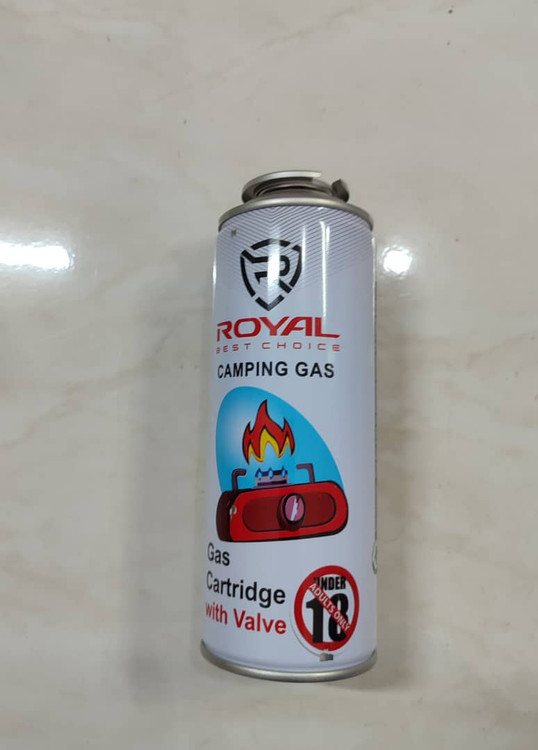 ROYAL
BEST CHOICE
CAMPING GAS
Gas
Cartridge
with Valve
UNDER
18
ADULTS ONLY